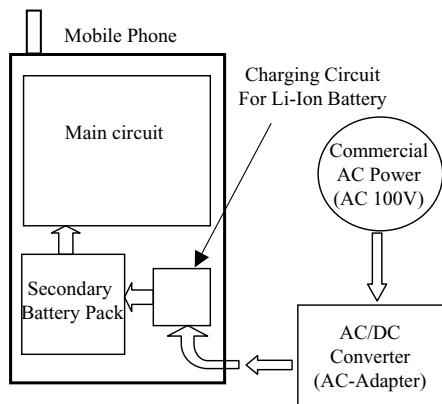 Mobile Phone
Charging Circuit
For Li-Ion Battery
Main circuit
Commercial
AC Power
(AC 100V)
Secondary
Battery Pack
AC/DC
Converter
(AC-Adapter)